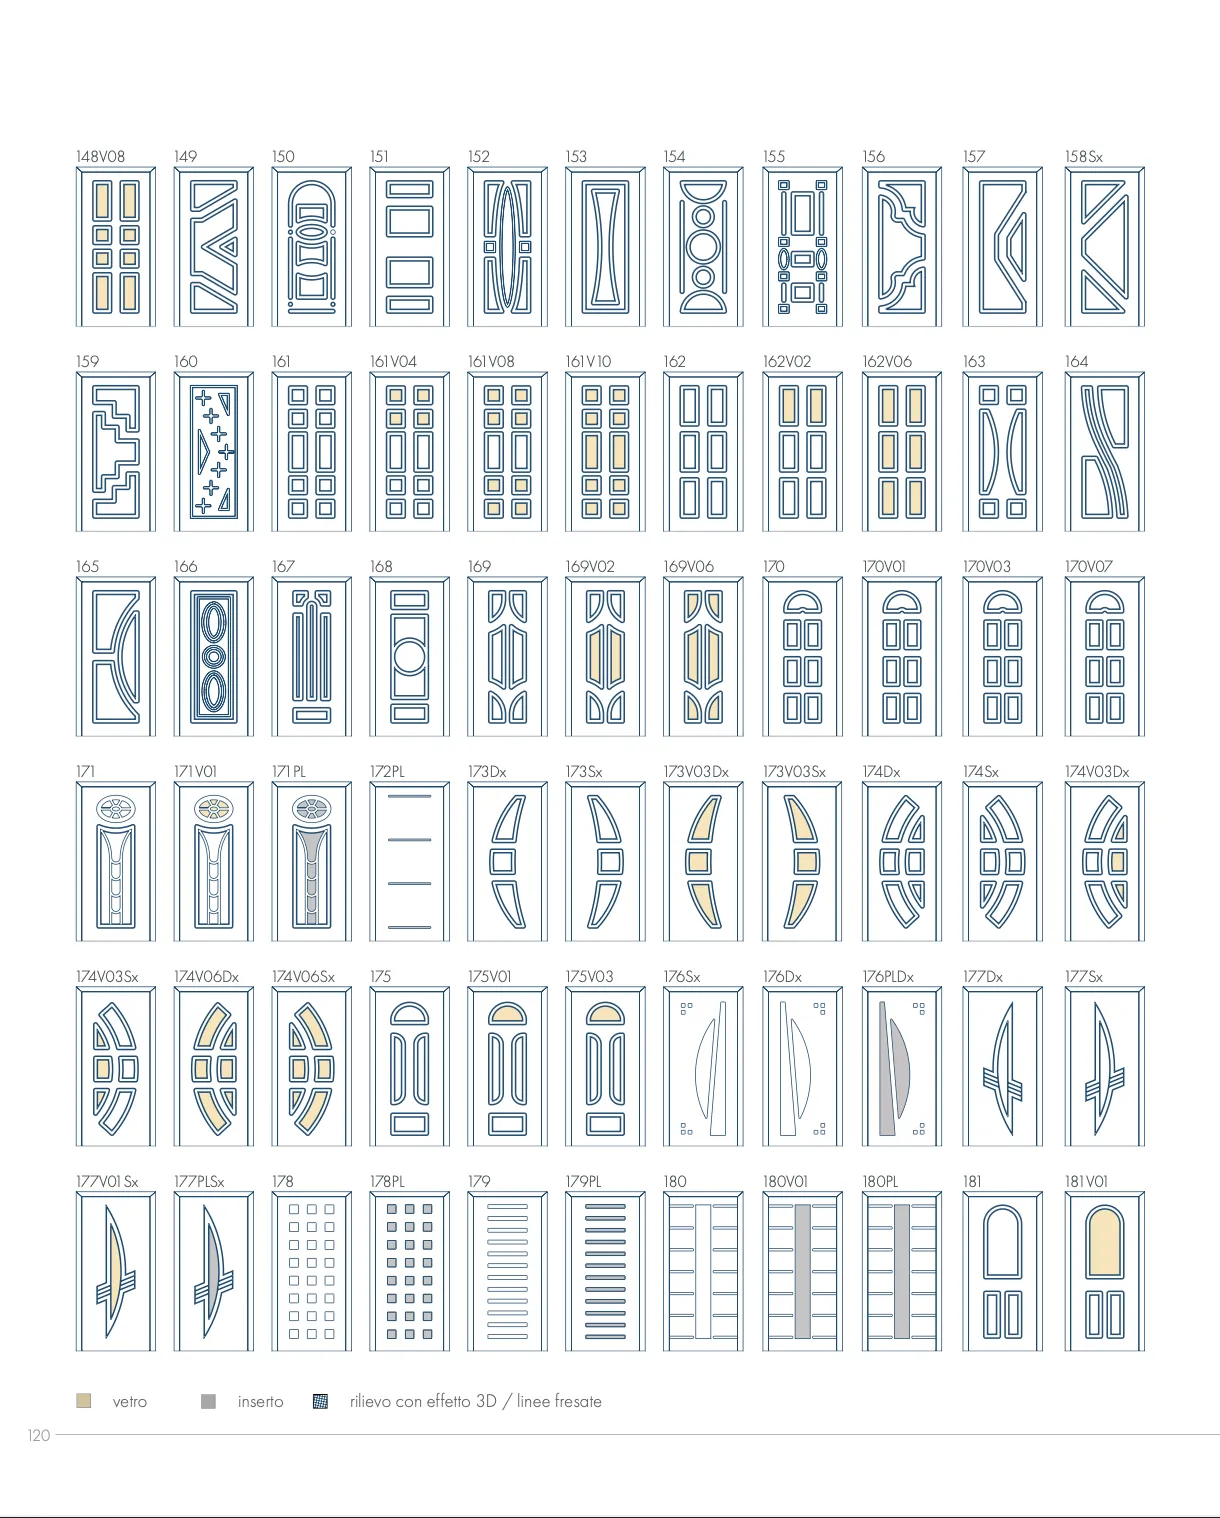 148V08 149 150 151 152 153 154 155 156 157 158Sx
159 160 161 161V04 161V08 161V10 162 162V02 162V06 163 164
165 166 167 168 169 169V02 169V06 170 170V01 170V03 170V07
171 171V01 171PL 172PL 173Dx 173Sx 173V03Dx 173V03Sx 174Dx 174Sx 174V03Dx
174V03Sx 174V06Dx 174V06Sx 175 175V01 175V03 176Sx 176Dx 176PLDx 177Dx 177Sx
177V01Sx 177PLSx 178 178PL 179 179PL 180 180V01 180PL 181 181V01
vetro inserto rilievo con effetto 3D / linee fresate
120